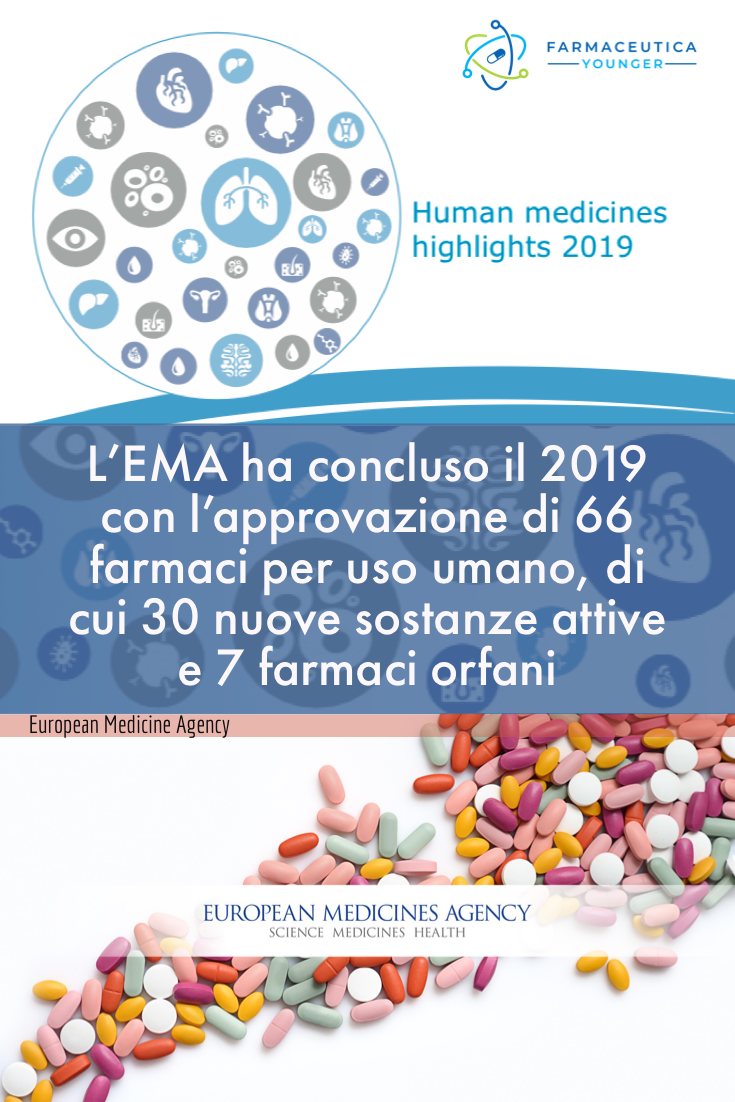 FARMACEUTICA
YOUNGER
Human medicines
highlights 2019
L’EMA ha concluso il 2019
con l’approvazione di 66
farmaci per uso umano, di
cui 30 nuove sostanze attive
e 7 farmaci orfani
European Medicine Agency
EUROPEAN MEDICINES AGENCY
SCIENCE MEDICINES HEALTH